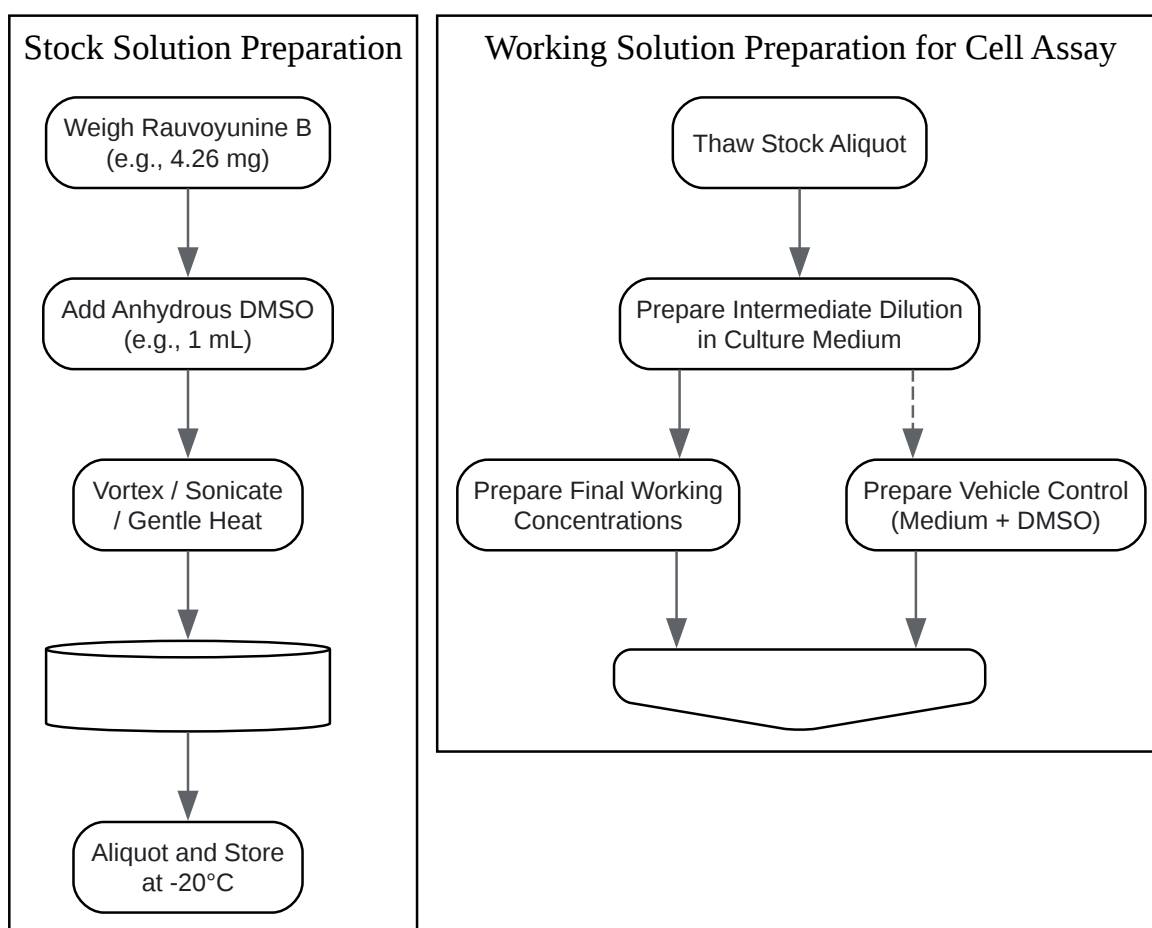 Stock Solution Preparation
Weigh Rauvoyunine B
(e.g., 4.26 mg)
Add Anhydrous DMSO
(e.g., 1 mL)
Vortex / Sonicate
/ Gentle Heat
Aliquot and Store
at -20°C
Working Solution Preparation for Cell Assay
Thaw Stock Aliquot
Prepare Intermediate Dilution
in Culture Medium
Prepare Final Working
Concentrations
Prepare Vehicle Control
(Medium + DMSO)